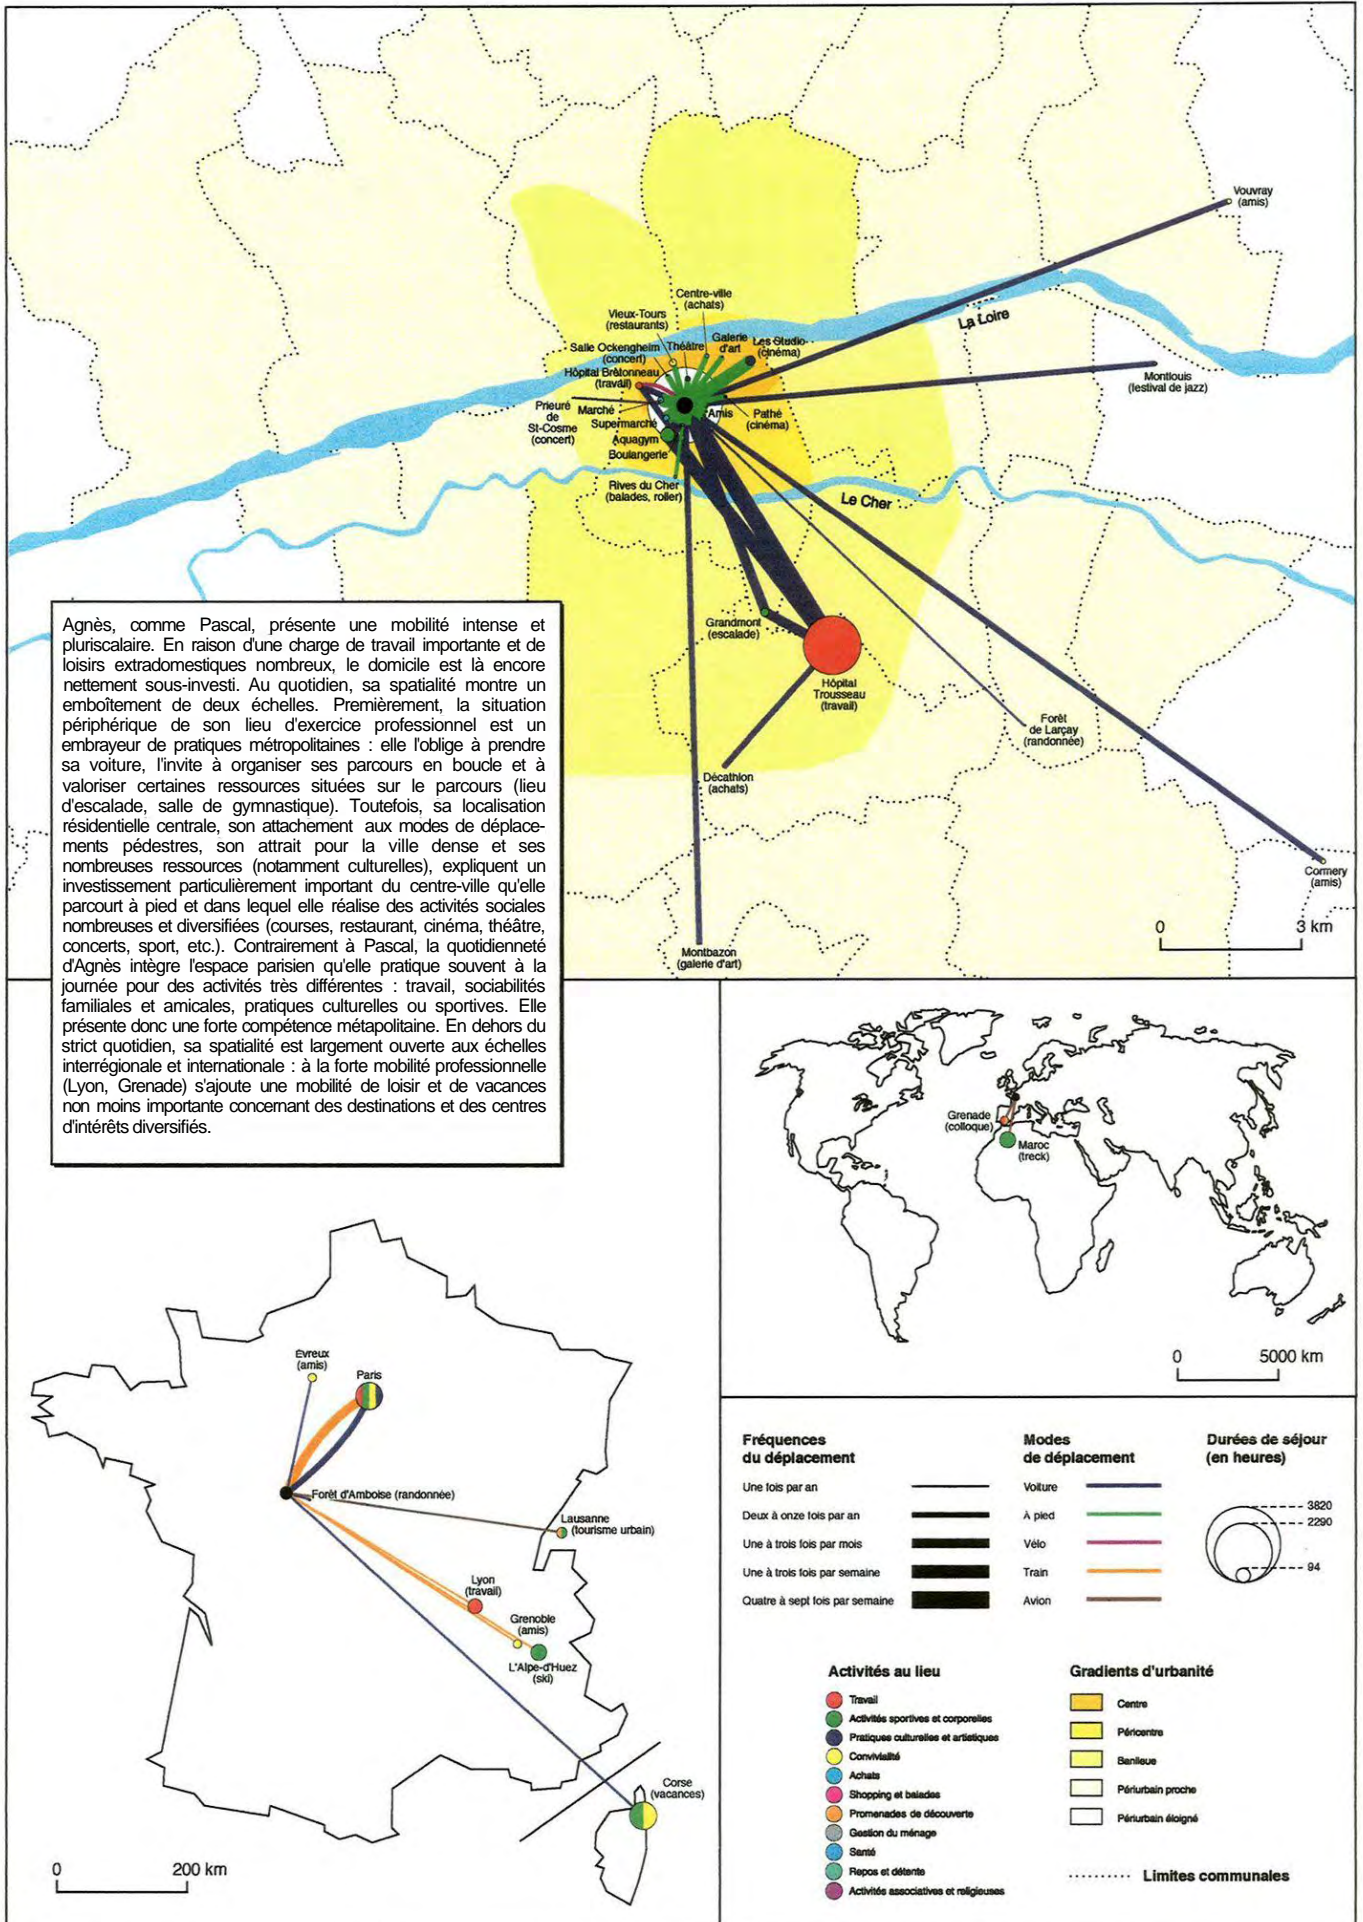 Vouvray
(amis)
Centre-ville
(achats)
La Loire
Vieux-Tours
(restaurants)
Galerie
d'art
Les Studio-
(cinéma)
Salle Ockengheim
(concert)
Théâtre
Hôpital Bretonneau
(travail)
Montlouis
(festival de jazz)
Prieuré
de
St-Cosme
(concert)
Marché
Supermarché
Amis
Pathé
(cinéma)
Aquagym
Boulangerie
Rives du Cher
(balades, roller)
Le Cher
Grandmont
(escalade)
Hôpital
Trousseau
(travail)
Forêt
de Larçay
(randonnée)
Décathlon
(achats)
Cormery
(amis)
Montbazon
(galerie d'art)
0 3 km
Agnès, comme Pascal, présente une mobilité intense et
pluriscalaire. En raison d'une charge de travail importante et de
loisirs extradomestiques nombreux, le domicile est là encore
nettement sous-investi. Au quotidien, sa spatialité montre un
emboîtement de deux échelles. Premièrement, la situation
périphérique de son lieu d'exercice professionnel est un
embrayeur de pratiques métropolitaines : elle l'oblige à prendre
sa voiture, l'invite à organiser ses parcours en boucle et à
valoriser certaines ressources situées sur le parcours (lieu
d'escalade, salle de gymnastique). Toutefois, sa localisation
résidentielle centrale, son attachement aux modes de déplace-
ments pédestres, son attrait pour la ville dense et ses
nombreuses ressources (notamment culturelles), expliquent un
investissement particulièrement important du centre-ville qu'elle
parcourt à pied et dans lequel elle réalise des activités sociales
nombreuses et diversifiées (courses, restaurant, cinéma, théâtre,
concerts, sport, etc.). Contrairement à Pascal, la quotidienneté
d'Agnès intègre l'espace parisien qu'elle pratique souvent à la
journée pour des activités très différentes : travail, sociabilités
familiales et amicales, pratiques culturelles ou sportives. Elle
présente donc une forte compétence métapolitaine. En dehors du
strict quotidien, sa spatialité est largement ouverte aux échelles
interrégionale et internationale : à la forte mobilité professionnelle
(Lyon, Grenade) s'ajoute une mobilité de loisir et de vacances
non moins importante concernant des destinations et des centres
d'intérêts diversifiés.
Grenade
(colloque)
Maroc
(treck)
0 5000 km
Évreux
(amis)
Paris
Forêt d'Amboise (randonnée)
Lausanne
(tourisme urbain)
Lyon
(travail)
Grenoble
(amis)
L'Alpe-d'Huez
(ski)
Corse
(vacances)
0 200 km
Fréquences
du déplacement
Une fois par an
Deux à onze fois par an
Une à trois fois par mois
Une à trois fois par semaine
Quatre à sept fois par semaine
Modes
de déplacement
Voiture
À pied
Vélo
Train
Avion
Durées de séjour
(en heures)
3820
2290
94
Activités au lieu
Travail
Activités sportives et corporelles
Pratiques culturelles et artistiques
Convivialité
Achats
Shopping et balades
Promenades de découverte
Gestion du ménage
Santé
Repos et détente
Activités associatives et religieuses
Gradients d'urbanité
Centre
Péricentre
Banlieue
Périurbain proche
Périurbain éloigné
Limites communales